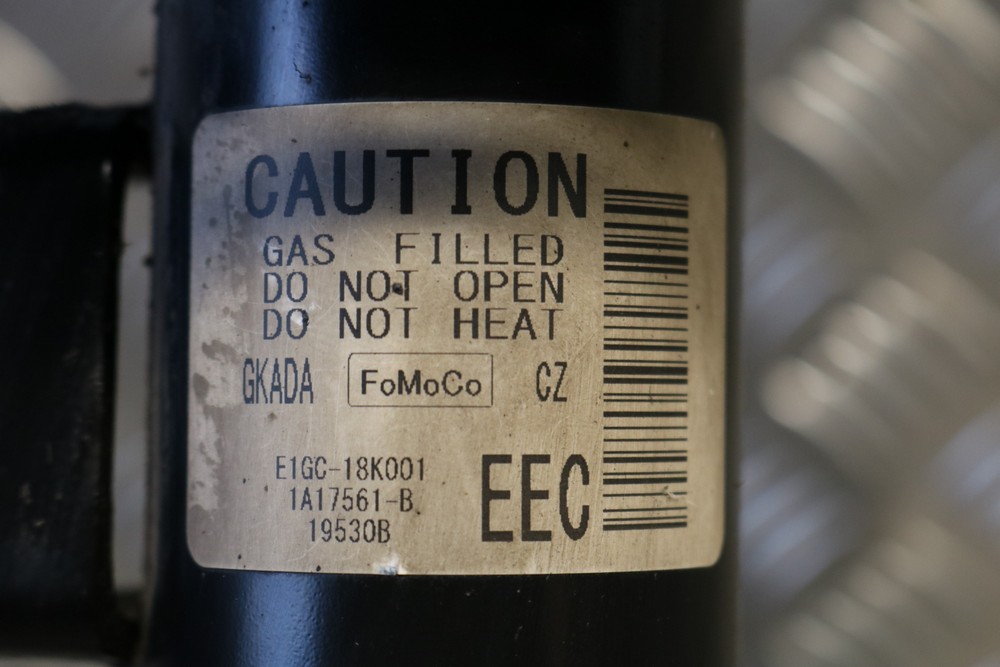 CAUTION
GAS FILLED
DO NOT OPEN
DO NOT HEAT
GKADA FoMoCo CZ
E1GC-18K001
1A17561-B
19530B
EEC